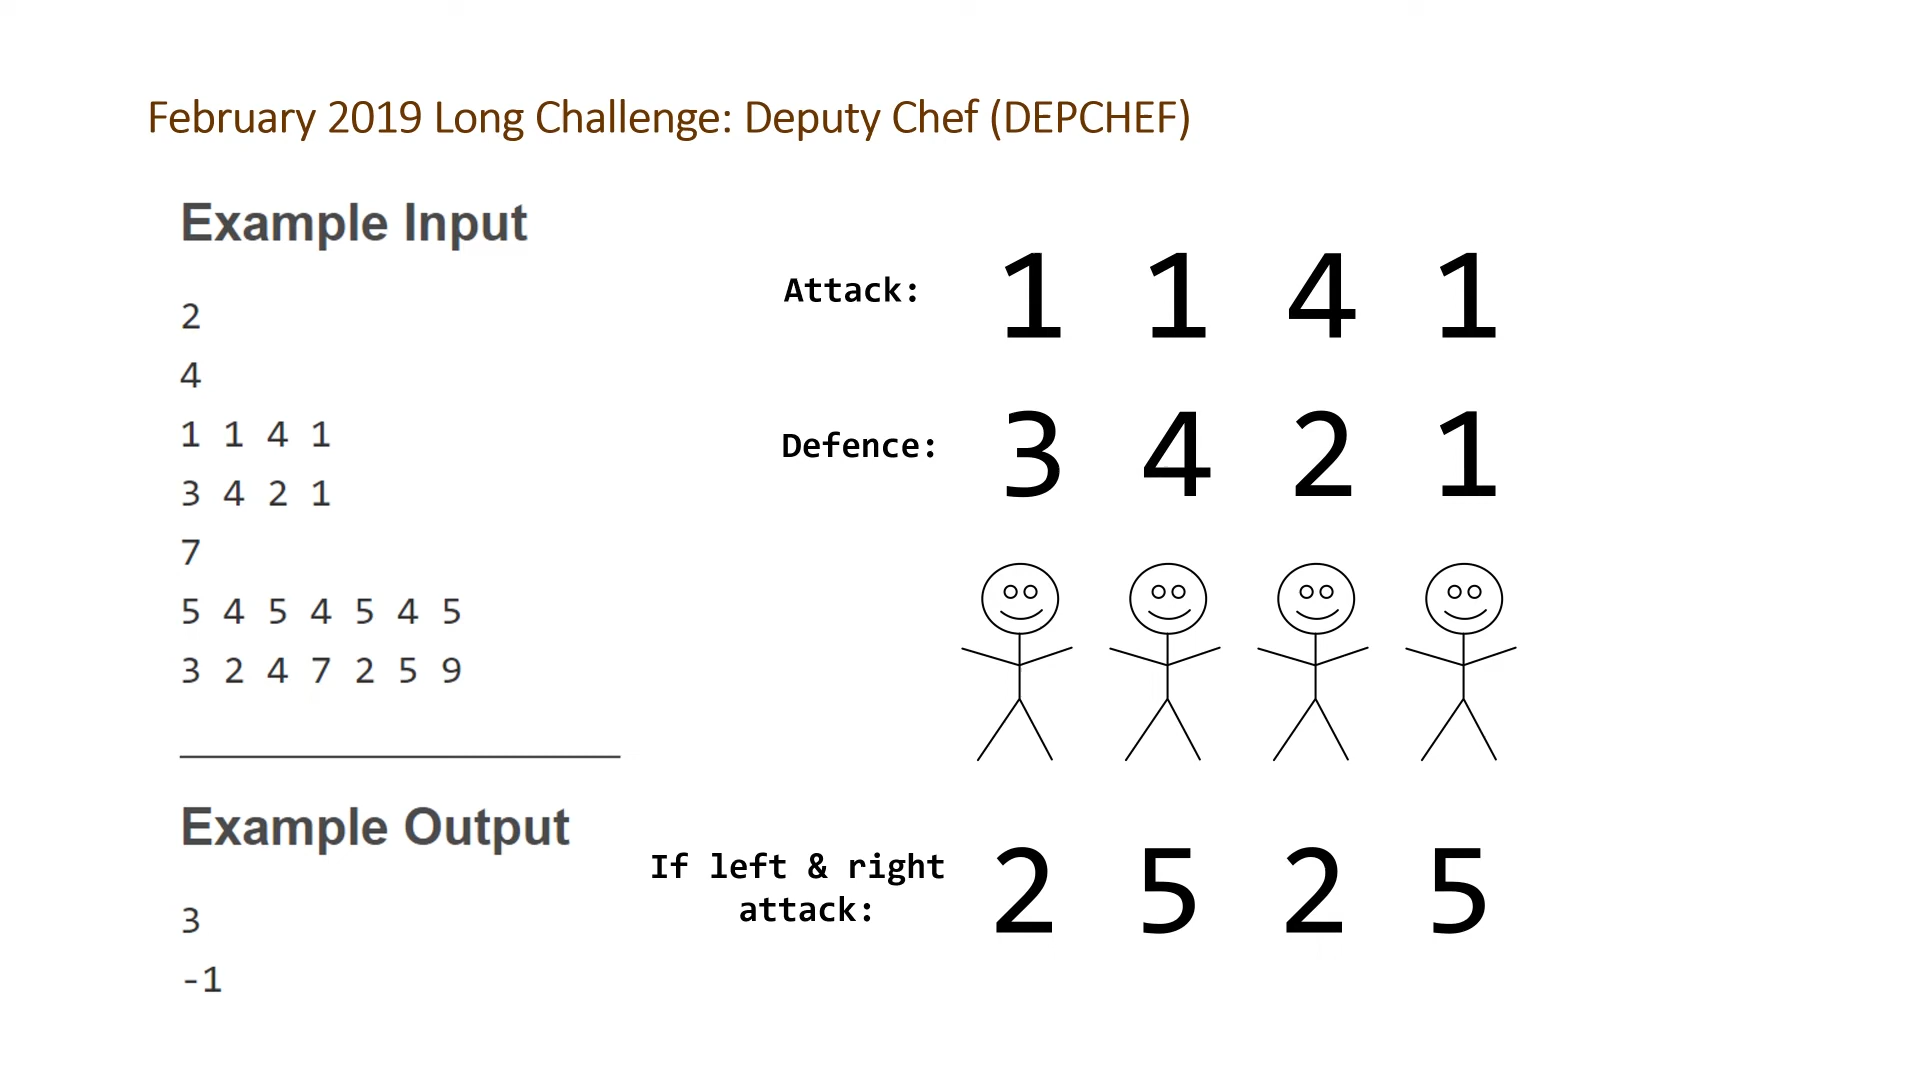 February 2019 Long Challenge: Deputy Chef (DEPCHEF)
Example Input
2
4
1 1 4 1
3 4 2 1
7
5 4 5 4 5 4 5
3 2 4 7 2 5 9
Example Output
3
-1
Attack: 1 1 4 1
Defence: 3 4 2 1
If left & right
attack: 2 5 2 5